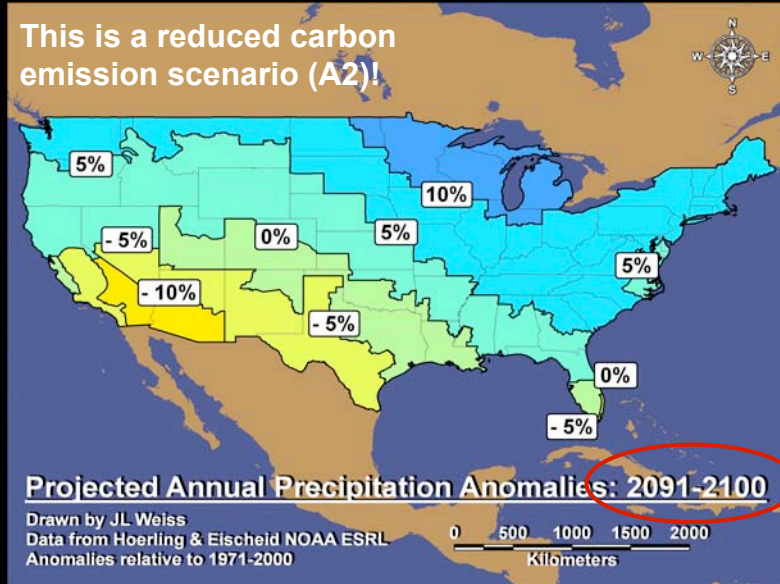 This is a reduced carbon
emission scenario (A2)!
N
W
E
S
5%
10%
- 5%
0%
5%
5%
- 10%
- 5%
0%
- 5%
Projected Annual Precipitation Anomalies: 2091-2100
Drawn by JL Weiss
Data from Hoerling & Eischeid NOAA ESRL
Anomalies relative to 1971-2000
0 500 1000 1500 2000
Kilometers